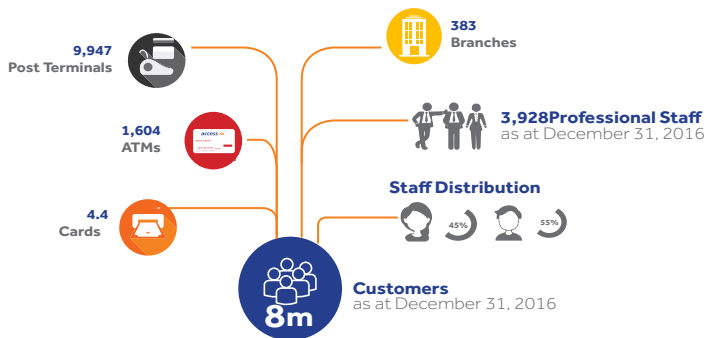 9,947
Post Terminals
383
Branches
1,604
ATMs
access
3,928Professional Staff
as at December 31, 2016
Staff Distribution
4.4
Cards
45%
55%
8m
Customers
as at December 31, 2016